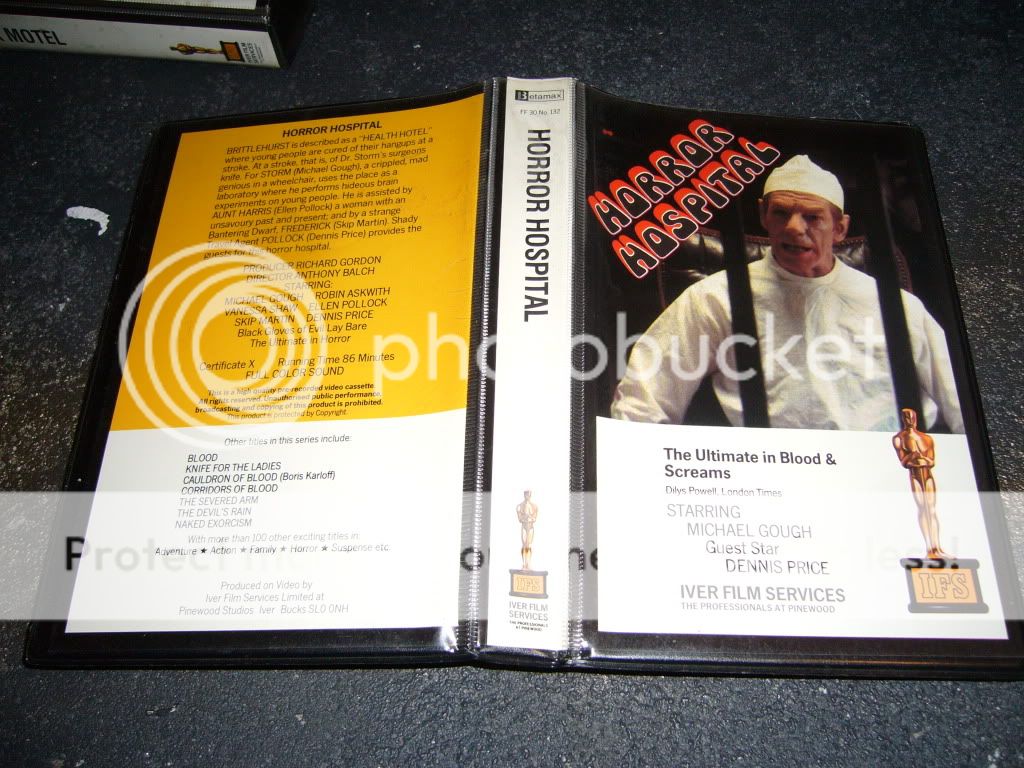 MOTEL
IVER FILM
SERVICES
HORROR HOSPITAL
BRITTLEHURST is described as a "HEALTH HOTEL"
where young people are cured of their hangups at a
stroke. At a stroke, that is, of Dr. Storm's surgeons
knife. For STORM (Michael Gough), a crippled, mad
genious in a wheelchair, uses the place as a
laboratory where he performs hideous brain
experiments on young people. He is assisted by
AUNT HARRIS (Ellen Pollock) a woman with an
unsavoury past and present; and by a strange
Bantering Dwarf, FREDERICK (Skip Martin). Shady
Travel Agent POLLOCK (Dennis Price) provides the
guests for this horror hospital.
PRODUCER RICHARD GORDON
DIRECTOR ANTHONY BALCH
STARRING:
MICHAEL GOUGH ROBIN ASKWITH
VANESSA SHAW ELLEN POLLOCK
SKIP MARTIN DENNIS PRICE
Black Gloves of Evil Lay Bare
The Ultimate in Horror
Certificate X Running Time 86 Minutes
FULL COLOR SOUND
This is a high quality pre-recorded video cassette.
All rights reserved. Unauthorised public performance,
broadcasting and copying of this product is prohibited.
This product is protected by Copyright.
Other titles in this series include:
BLOOD
KNIFE FOR THE LADIES
CAULDRON OF BLOOD (Boris Karloff)
CORRIDORS OF BLOOD
THE SEVERED ARM
THE DEVIL'S RAIN
NAKED EXORCISM
With more than 100 other exciting titles in:
Adventure ★ Action ★ Family ★ Horror ★ Suspense etc.
Produced on Video by
Iver Film Services Limited at
Pinewood Studios Iver Bucks SL0 0NH
Betamax
FF 30 No. 132
HORROR HOSPITAL
IFS
IVER FILM
SERVICES
THE PROFESSIONALS
AT PINEWOOD
HORROR
HOSPITAL
The Ultimate in Blood &
Screams
Dilys Powell, London Times
STARRING
MICHAEL GOUGH
Guest Star
DENNIS PRICE
IVER FILM SERVICES
THE PROFESSIONALS AT PINEWOOD
IFS
photobucket
Protect more of your memories for less!